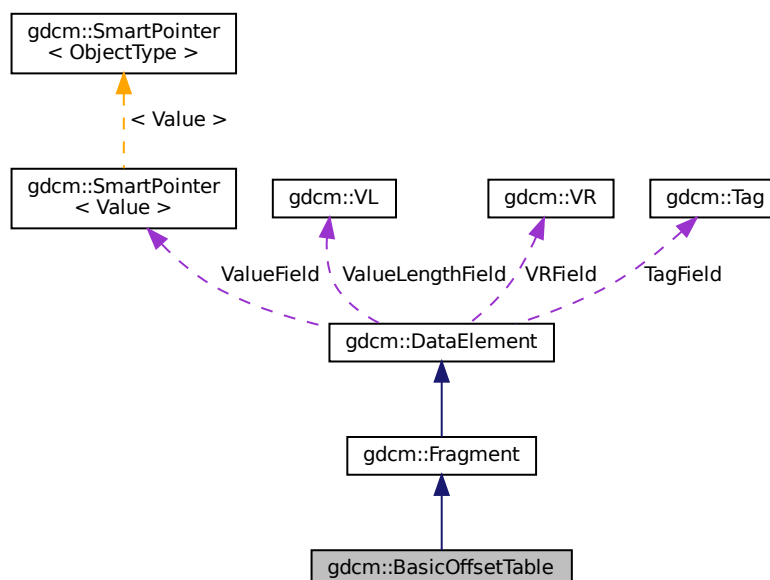 gdcm::SmartPointer
< ObjectType >
< Value >
gdcm::SmartPointer
< Value >
gdcm::VL
gdcm::VR
gdcm::Tag
ValueField
ValueLengthField
VRField
TagField
gdcm::DataElement
gdcm::Fragment
gdcm::BasicOffsetTable